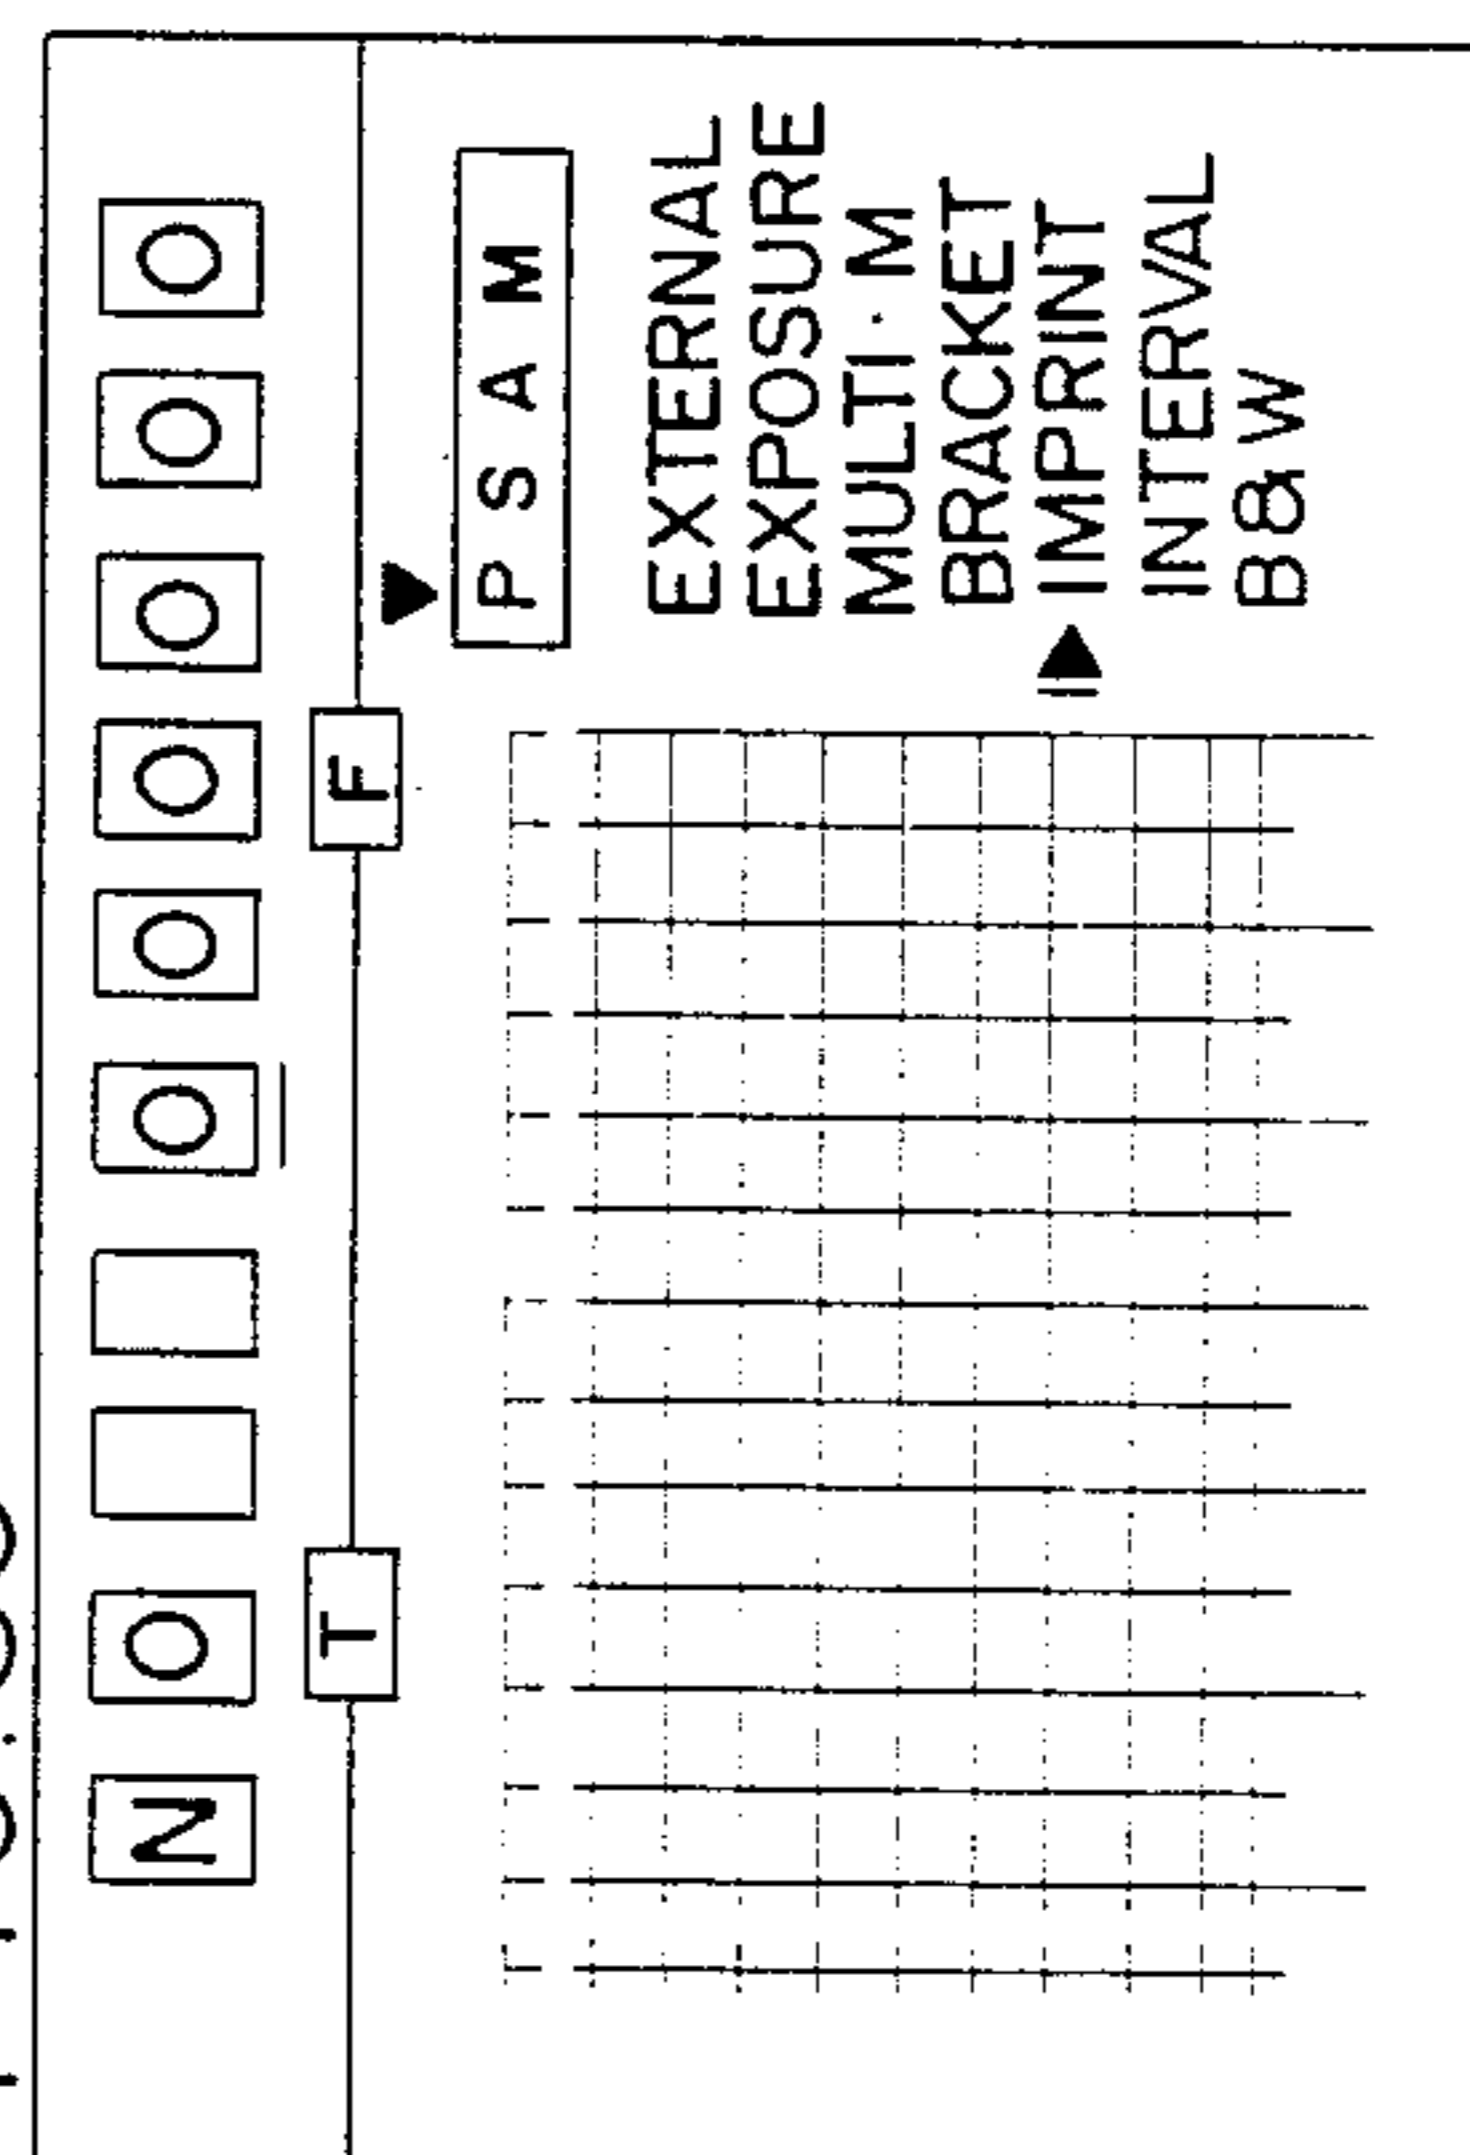 N O O O O O O O
T F
P S A M
EXTERNAL
EXPOSURE
MULTI·M
BRACKET
IMPRINT
INTERVAL
B&W